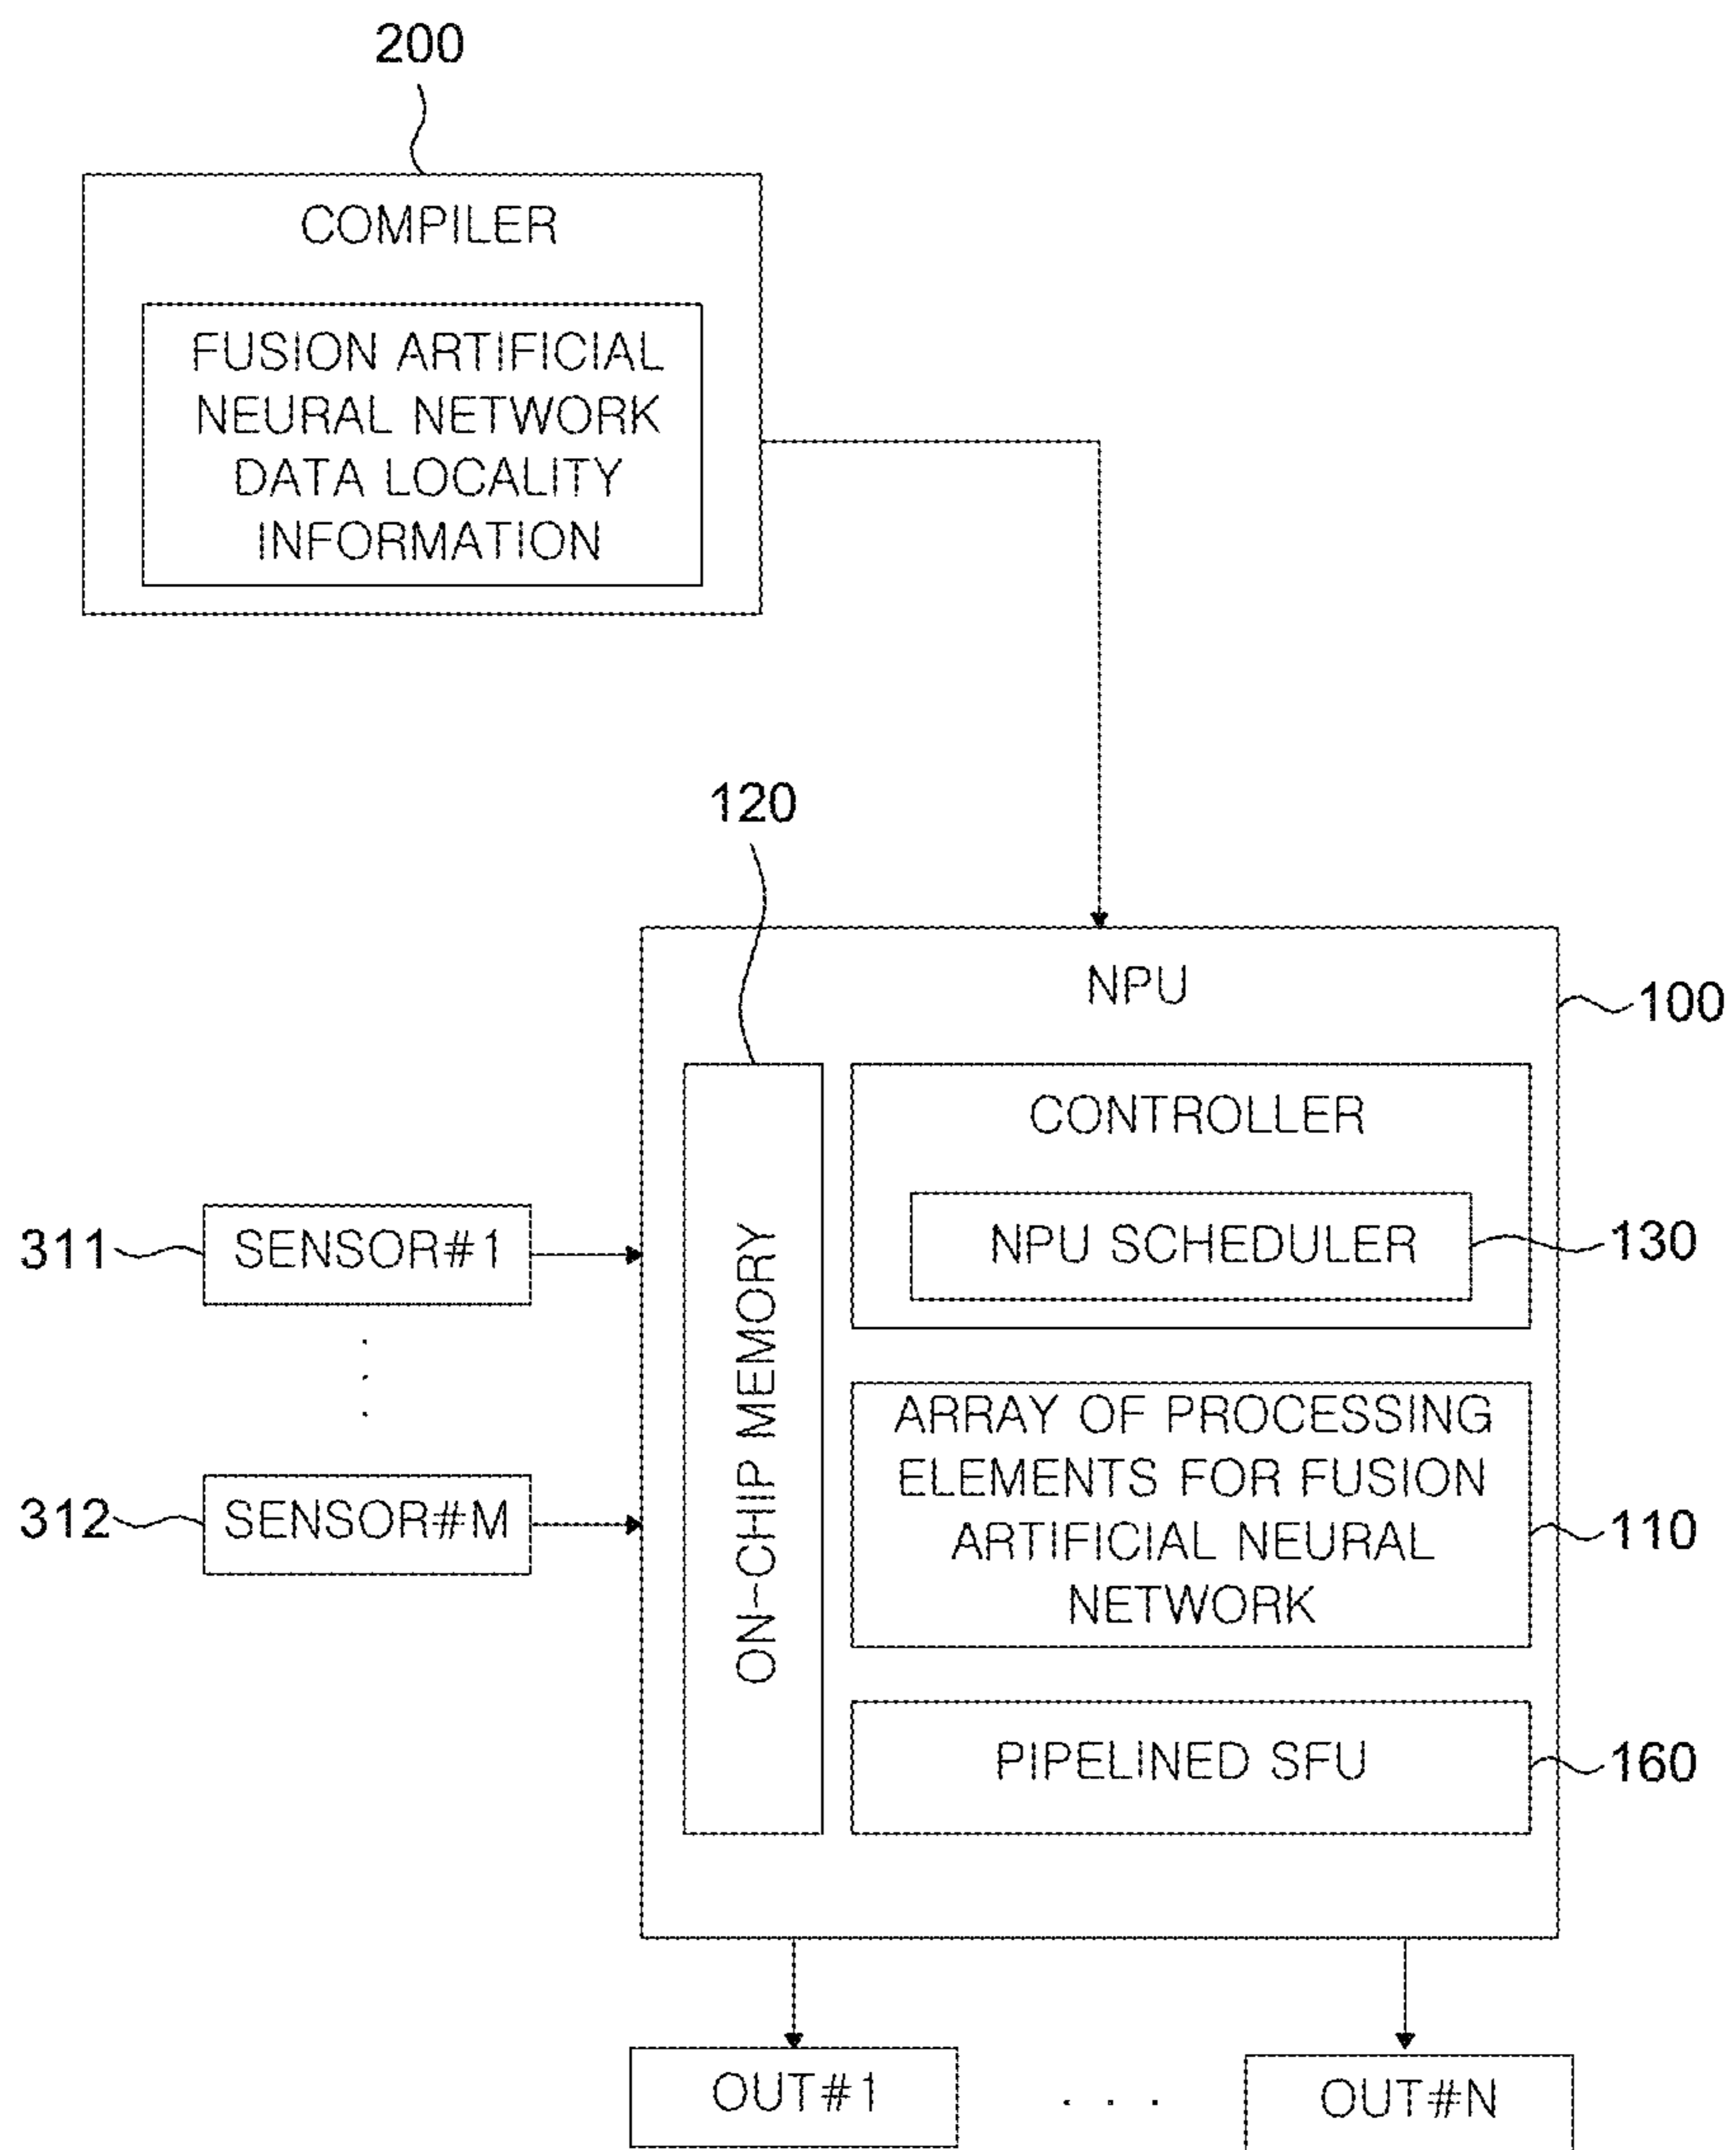 200
COMPILER
FUSION ARTIFICIAL
NEURAL NETWORK
DATA LOCALITY
INFORMATION
120
NPU
100
CONTROLLER
NPU SCHEDULER
130
311
SENSOR#1
ON-CHIP MEMORY
ARRAY OF PROCESSING
ELEMENTS FOR FUSION
ARTIFICIAL NEURAL
NETWORK
110
312
SENSOR#M
PIPELINED SFU
160
OUT#1
. . .
OUT#N